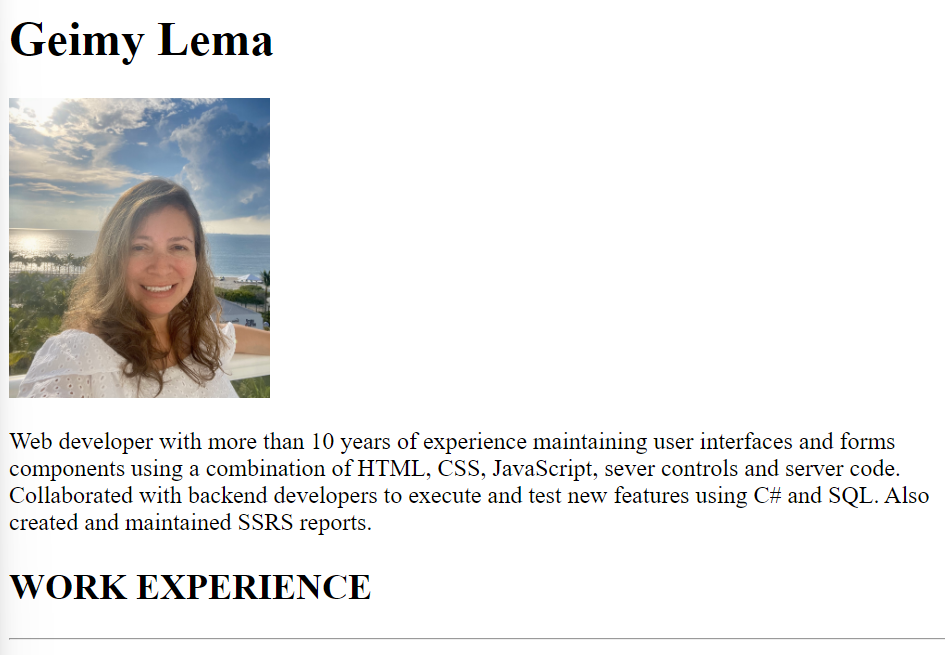 Geimy Lema
Web developer with more than 10 years of experience maintaining user interfaces and forms
components using a combination of HTML, CSS, JavaScript, sever controls and server code.
Collaborated with backend developers to execute and test new features using C# and SQL. Also
created and maintained SSRS reports.
WORK EXPERIENCE